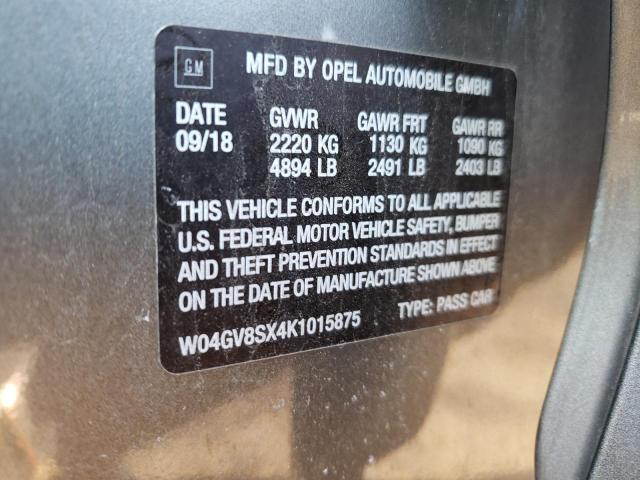 GM MFD BY OPEL AUTOMOBILE GMBH
DATE GVWR GAWR FRT GAWR RR
09/18 2220 KG 1130 KG 1090 KG
4894 LB 2491 LB 2403 LB
THIS VEHICLE CONFORMS TO ALL APPLICABLE
U.S. FEDERAL MOTOR VEHICLE SAFETY, BUMPER
AND THEFT PREVENTION STANDARDS IN EFFECT
ON THE DATE OF MANUFACTURE SHOWN ABOVE
W04GV8SX4K1015875 TYPE: PASS CAR